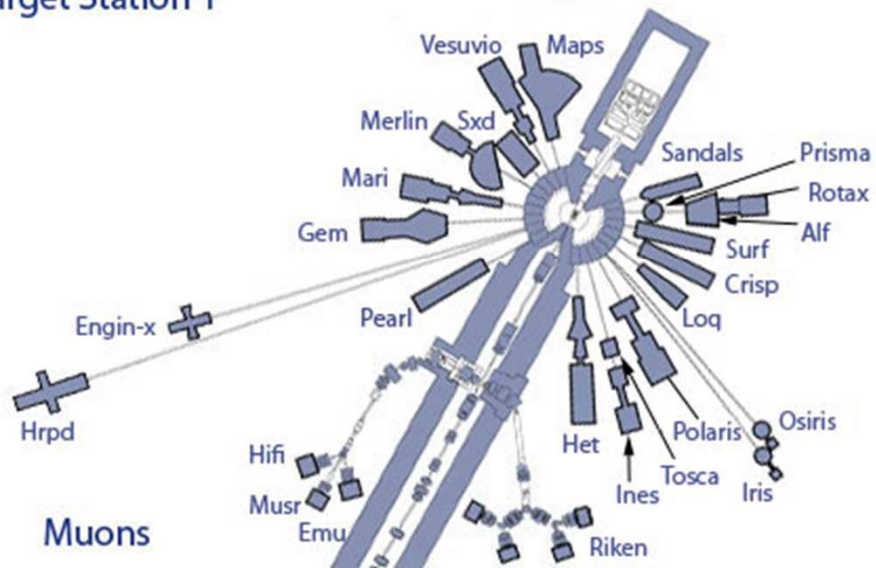 Target Station 1
Vesuvio
Maps
Merlin
Sxd
Sandals
Prisma
Mari
Rotax
Gem
Alf
Surf
Crisp
Pearl
Loq
Engin-x
Hrpd
Osiris
Polaris
Het
Hifi
Tosca
Iris
Ines
Musr
Emu
Muons
Riken